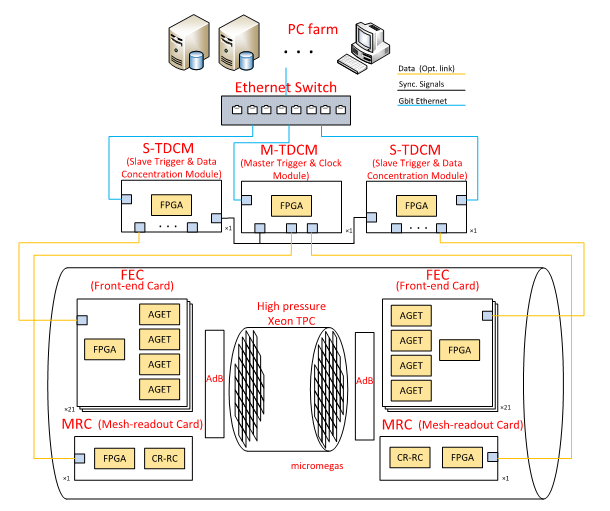 PC farm
. . .
Data (Opt. link)
Sync. Signals
Gbit Ethernet
Ethernet Switch
S-TDCM
(Slave Trigger & Data
Concentration Module)
M-TDCM
(Master Trigger & Clock
Module)
S-TDCM
(Slave Trigger & Data
Concentration Module)
FPGA
. . .
×1
FPGA
×1
FPGA
. . .
×1
FEC
(Front-end Card)
AGET
AGET
AGET
AGET
FPGA
×21
AdB
High pressure
Xeon TPC
micromegas
AdB
FEC
(Front-end Card)
AGET
AGET
AGET
AGET
FPGA
×21
MRC (Mesh-readout Card)
FPGA
CR-RC
×1
MRC (Mesh-readout Card)
CR-RC
FPGA
×1